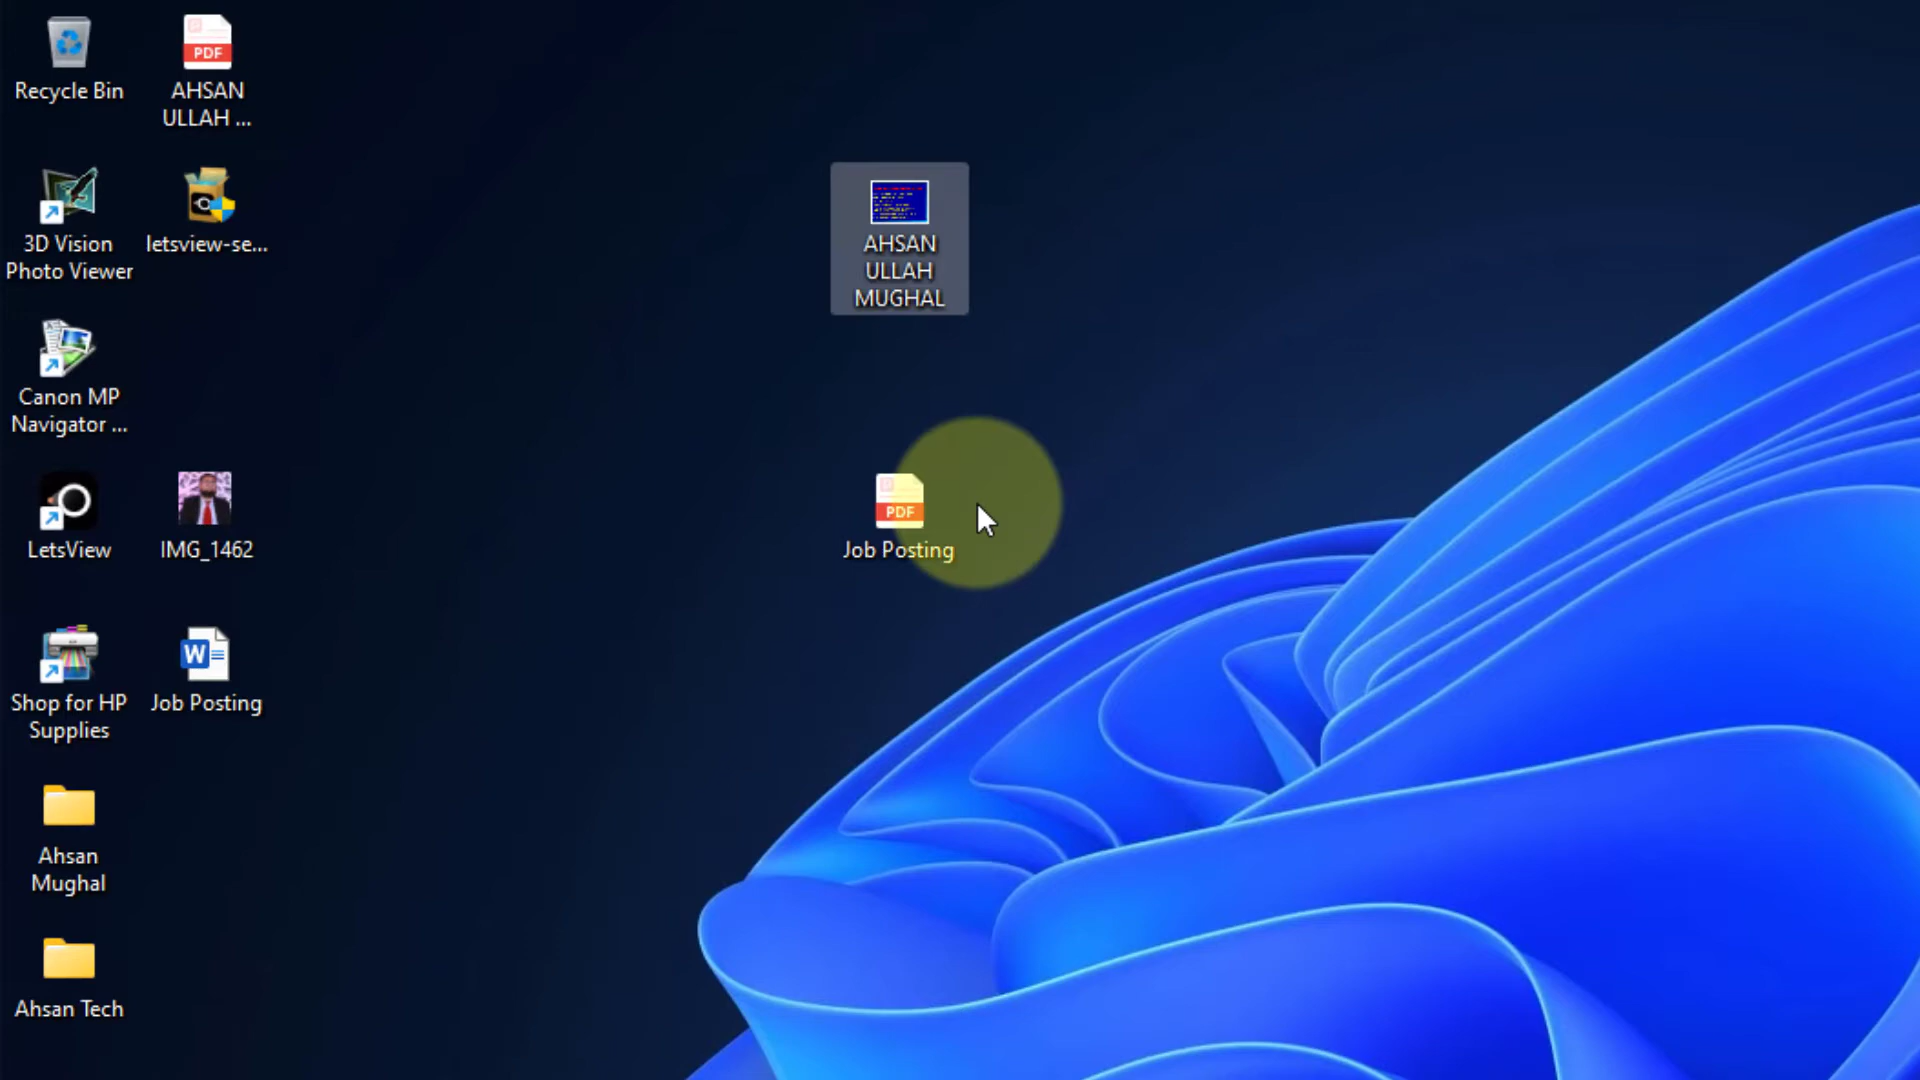 Recycle Bin
PDF
AHSAN
ULLAH ...
3D Vision
Photo Viewer
letsview-se...
AHSAN
ULLAH
MUGHAL
Canon MP
Navigator ...
LetsView
IMG_1462
PDF
Job Posting
Shop for HP
Supplies
W
Job Posting
Ahsan
Mughal
Ahsan Tech